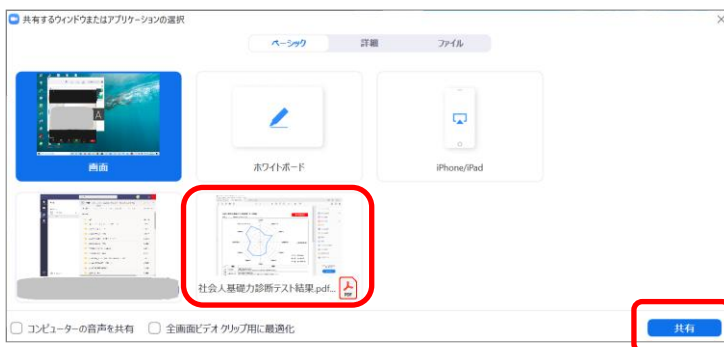 共有するウィンドウまたはアプリケーションの選択
ベーシック 詳細 ファイル
画面 ホワイトボード iPhone/iPad
社会人基礎力診断テスト結果.pdf...
コンピューターの音声を共有 全画面ビデオ クリップ用に最適化 共有